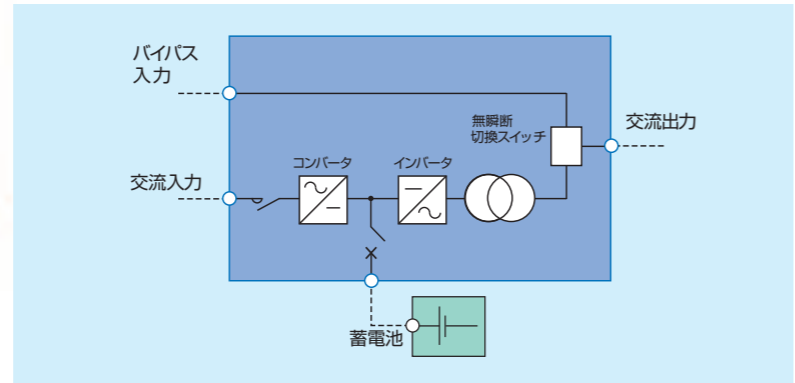 バイパス
入力
無瞬断
切換スイッチ
交流出力
コンバータ
インバータ
交流入力
蓄電池